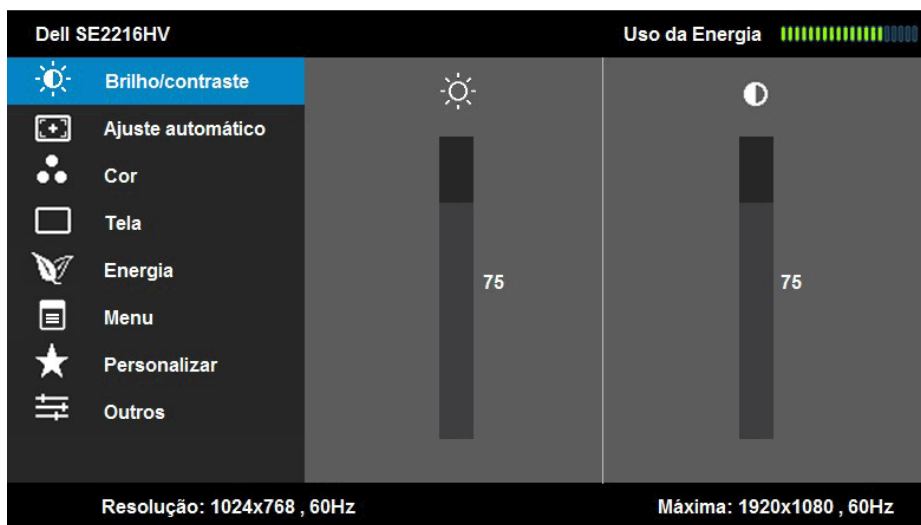 Dell SE2216HV
Uso da Energia
Brilho/contraste
Ajuste automático
Cor
Tela
Energia
Menu
Personalizar
Outros
75
75
Resolução: 1024x768 , 60Hz
Máxima: 1920x1080 , 60Hz